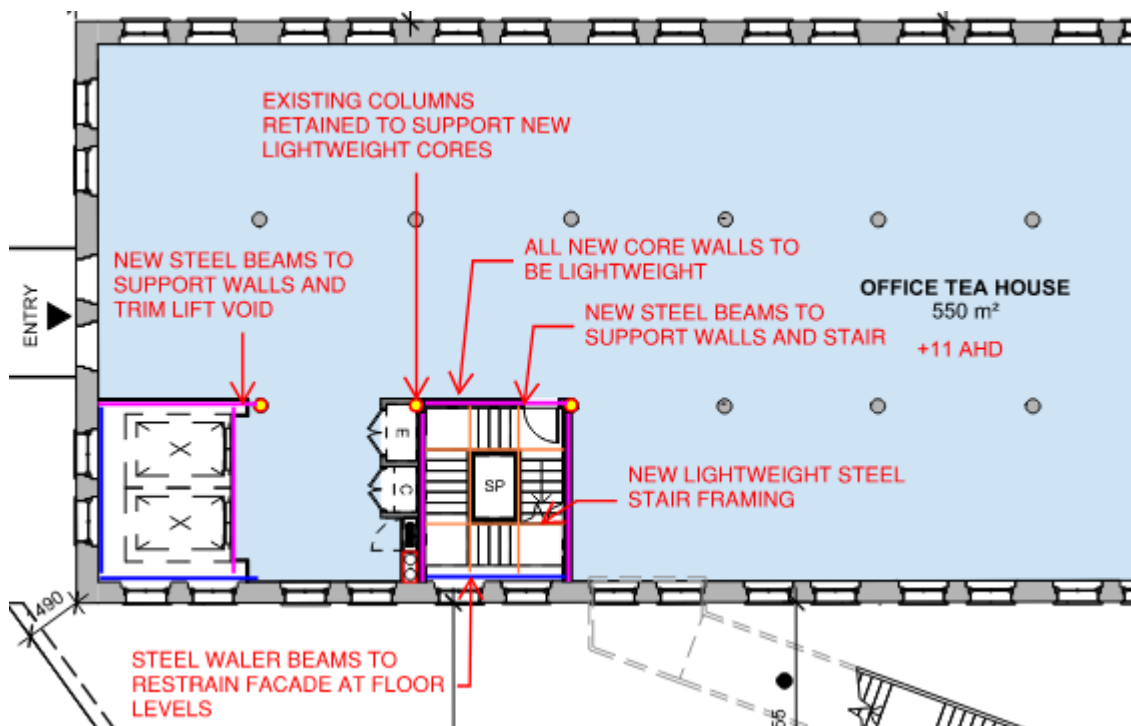 EXISTING COLUMNS
RETAINED TO SUPPORT NEW
LIGHTWEIGHT CORES
NEW STEEL BEAMS TO
SUPPORT WALLS AND
TRIM LIFT VOID
ALL NEW CORE WALLS TO
BE LIGHTWEIGHT
ENTRY
OFFICE TEA HOUSE
550 m²
+11 AHD
NEW STEEL BEAMS TO
SUPPORT WALLS AND STAIR
E
C
SP
NEW LIGHTWEIGHT STEEL
STAIR FRAMING
1490
STEEL WALER BEAMS TO
RESTRAIN FACADE AT FLOOR
LEVELS